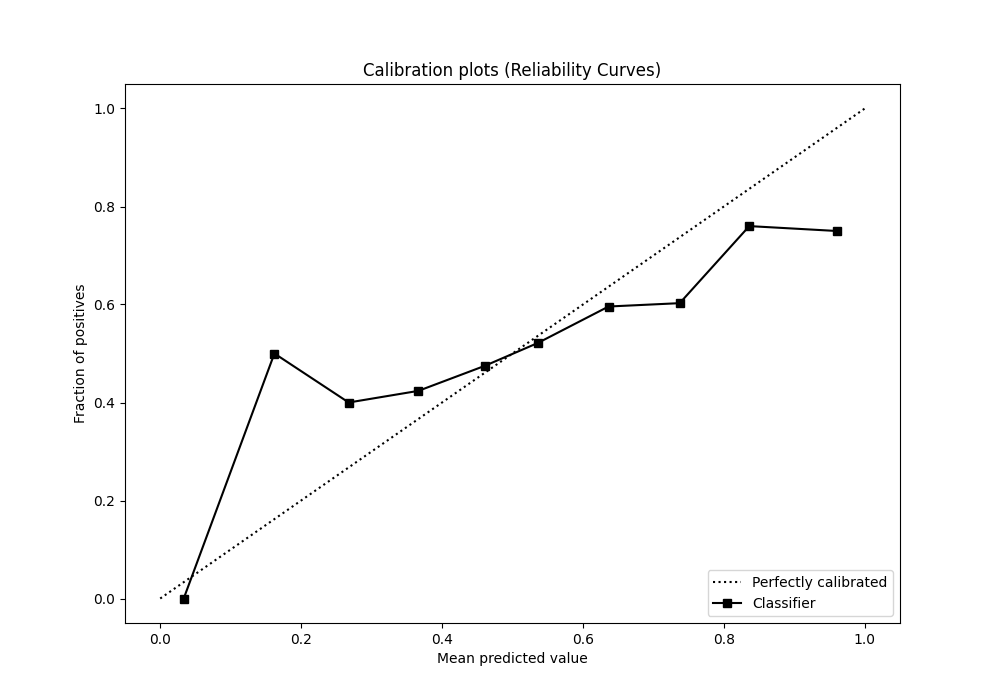 Calibration plots (Reliability Curves)
1.0
0.8
0.6
0.4
0.2
0.0
Fraction of positives
Perfectly calibrated
Classifier
0.0 0.2 0.4 0.6 0.8 1.0
Mean predicted value